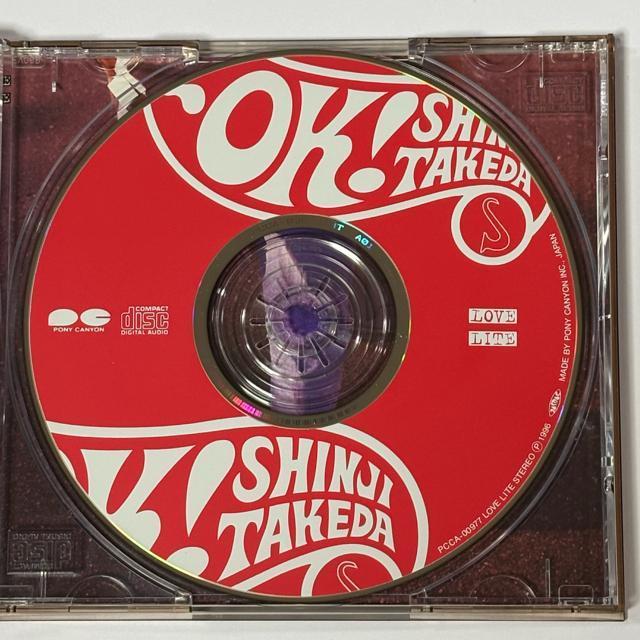 OK! SHINJI
TAKEDA
S
PONY CANYON
COMPACT
disc
DIGITAL AUDIO
LOVE
LITE
K! SHINJI
TAKEDA
S
PCCA-00977 LOVE LITE STEREO Ⓟ 1996 MADE BY PONY CANYON INC., JAPAN